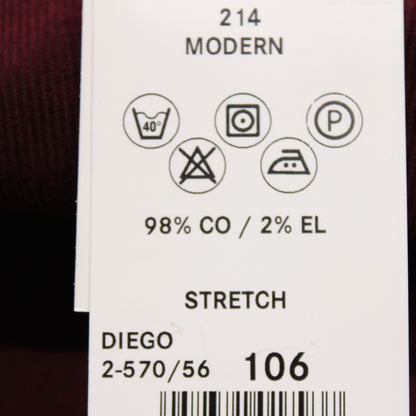 214
MODERN
40° P
98% CO / 2% EL
STRETCH
DIEGO
2-570/56 106